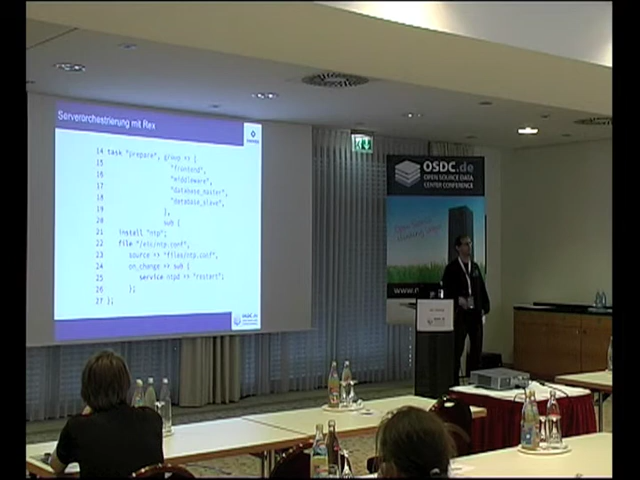 Serverorchestrierung mit Rex
14 task "prepare", group => [
15 "frontend",
16 "middleware",
17 "database_master",
18 "database_slave",
19 ],
20 sub {
21 install "ntp";
22 file "/etc/ntp.conf",
23 source => "files/ntp.conf",
24 on_change => sub {
25 service ntpd => "restart";
26 };
27 };
OSDC.de
OPEN SOURCE DATA
CENTER CONFERENCE